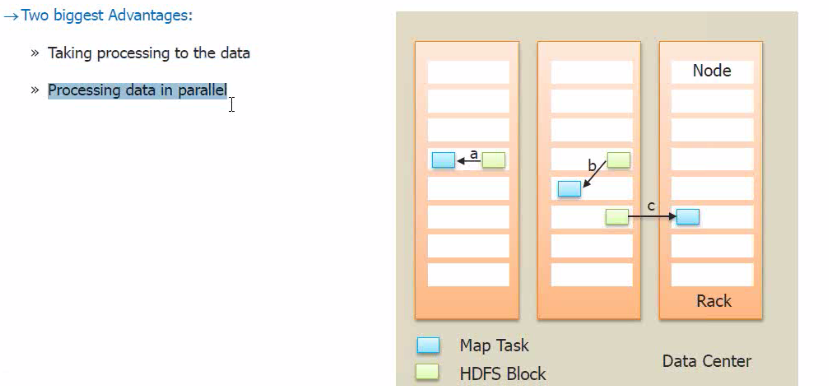 →Two biggest Advantages:
» Taking processing to the data
» Processing data in parallel
Node
a
b
c
Rack
Map Task
HDFS Block
Data Center